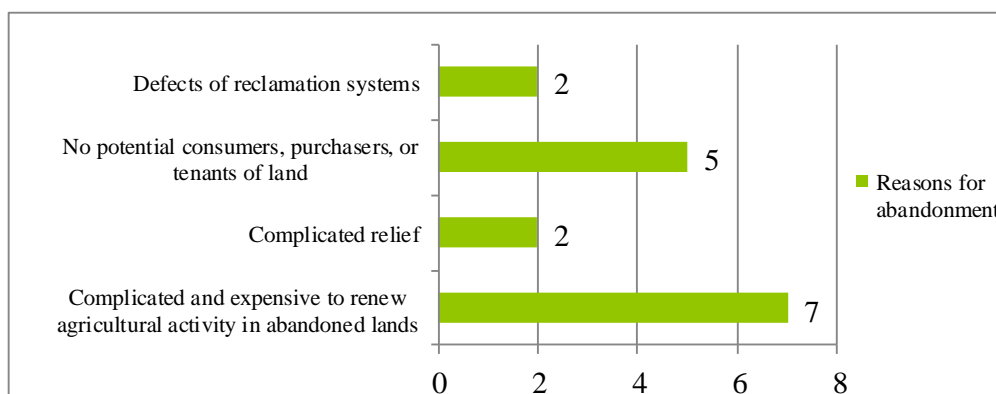 Defects of reclamation systems
2
No potential consumers, purchasers, or
tenants of land
5
Complicated relief
2
Complicated and expensive to renew
agricultural activity in abandoned lands
7
0 2 4 6 8
Reasons for
abandonment